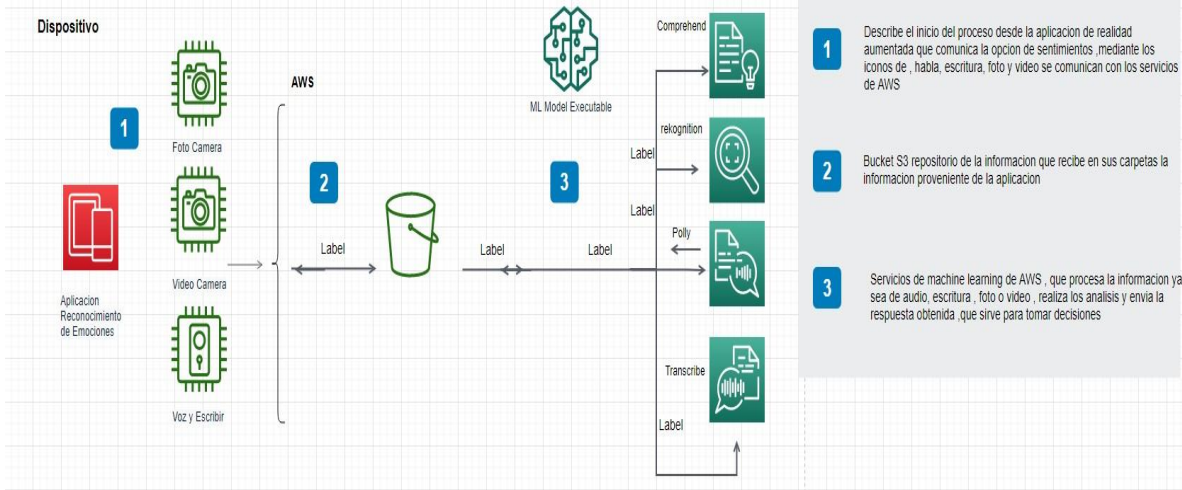 Dispositivo
1
Foto Camera
Video Camera
Aplicacion
Reconocimiento
de Emociones
Voz y Escribir
AWS
2
Label
Label
ML Model Executable
3
Label
Comprehend
rekognition
Label
Label
Polly
Transcribe
Label
1
Describe el inicio del proceso desde la aplicacion de realidad
aumentada que comunica la opcion de sentimientos ,mediante los
iconos de , habla, escritura, foto y video se comunican con los servicios
de AWS
2
Bucket S3 repositorio de la informacion que recibe en sus carpetas la
informacion proveniente de la aplicacion
3
Servicios de machine learning de AWS , que procesa la informacion ya
sea de audio, escritura , foto o video , realiza los analisis y envia la
respuesta obtenida ,que sirve para tomar decisiones